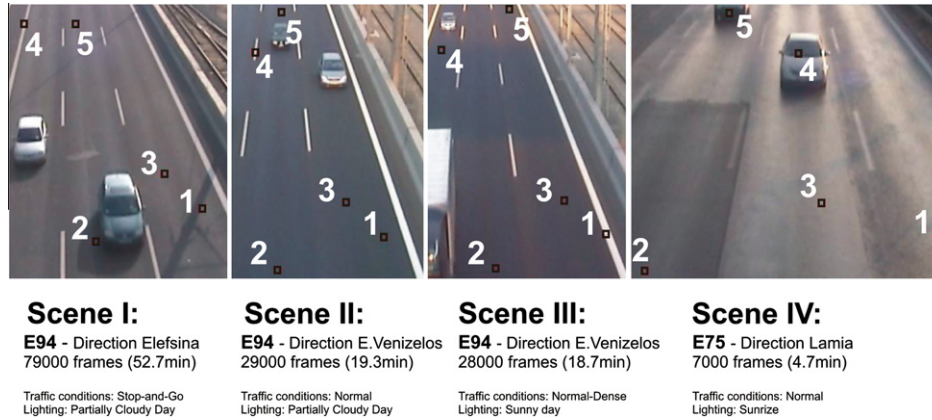 4 5
3
1
2
5
4
3
1
2
5
4
3
1
2
5
4
3
1
2
Scene I:
E94 - Direction Elefsina
79000 frames (52.7min)
Traffic conditions: Stop-and-Go
Lighting: Partially Cloudy Day
Scene II:
E94 - Direction E.Venizelos
29000 frames (19.3min)
Traffic conditions: Normal
Lighting: Partially Cloudy Day
Scene III:
E94 - Direction E.Venizelos
28000 frames (18.7min)
Traffic conditions: Normal-Dense
Lighting: Sunny day
Scene IV:
E75 - Direction Lamia
7000 frames (4.7min)
Traffic conditions: Normal
Lighting: Sunrize